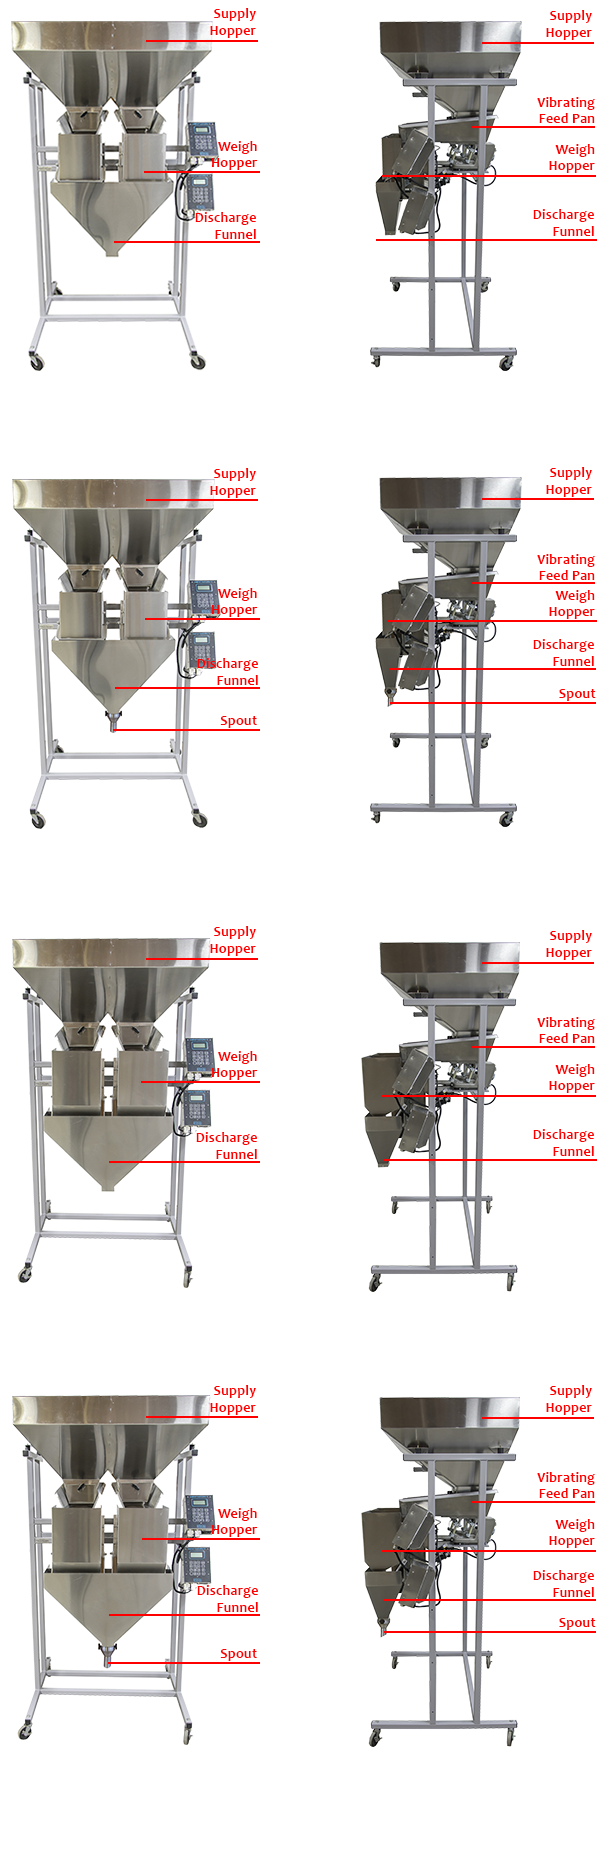 Supply
Hopper
Weigh
Hopper
Discharge
Funnel
Supply
Hopper
Vibrating
Feed Pan
Weigh
Hopper
Discharge
Funnel
Supply
Hopper
Weigh
Hopper
Discharge
Funnel
Spout
Supply
Hopper
Vibrating
Feed Pan
Weigh
Hopper
Discharge
Funnel
Spout
Supply
Hopper
Weigh
Hopper
Discharge
Funnel
Supply
Hopper
Vibrating
Feed Pan
Weigh
Hopper
Discharge
Funnel
Supply
Hopper
Weigh
Hopper
Discharge
Funnel
Spout
Supply
Hopper
Vibrating
Feed Pan
Weigh
Hopper
Discharge
Funnel
Spout